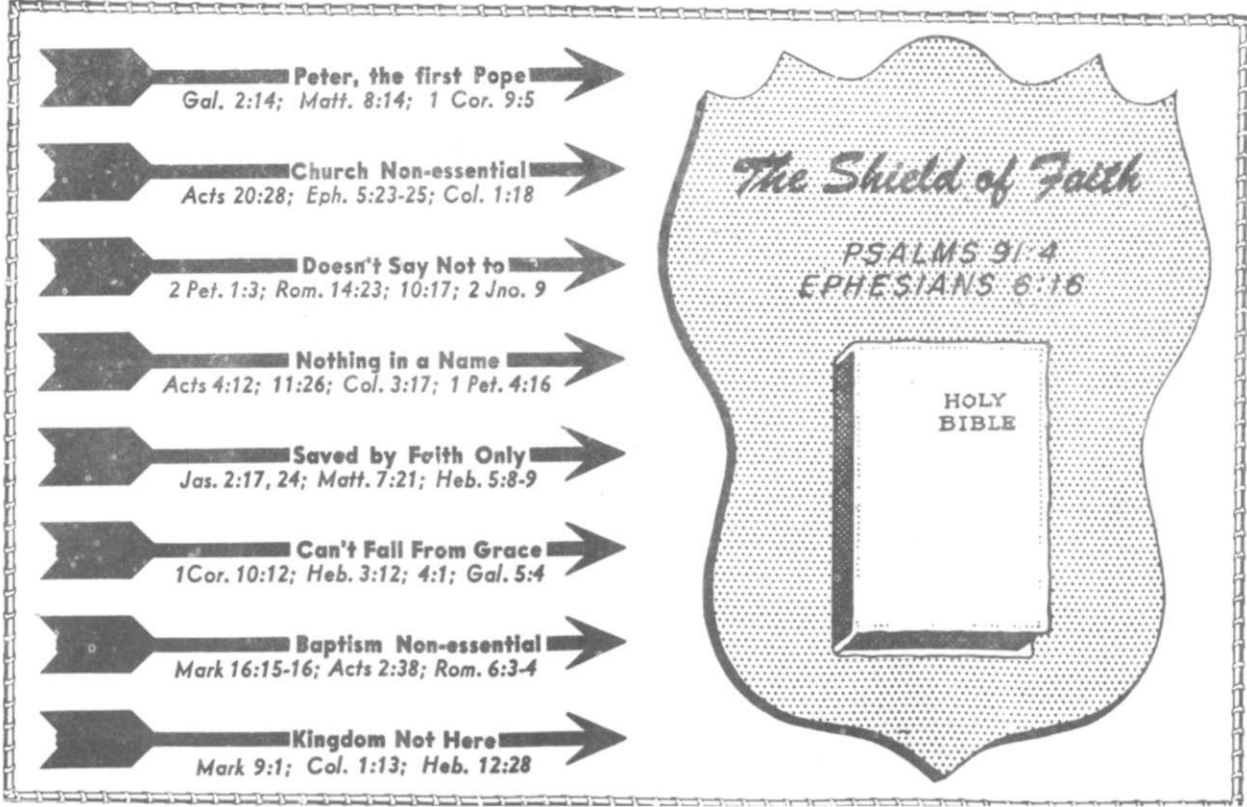 Peter, the first Pope
Gal. 2:14; Matt. 8:14; 1 Cor. 9:5
Church Non-essential
Acts 20:28; Eph. 5:23-25; Col. 1:18
Doesn't Say Not to
2 Pet. 1:3; Rom. 14:23; 10:17; 2 Jno. 9
Nothing in a Name
Acts 4:12; 11:26; Col. 3:17; 1 Pet. 4:16
Saved by Faith Only
Jas. 2:17, 24; Matt. 7:21; Heb. 5:8-9
Can't Fall From Grace
1Cor. 10:12; Heb. 3:12; 4:1; Gal. 5:4
Baptism Non-essential
Mark 16:15-16; Acts 2:38; Rom. 6:3-4
Kingdom Not Here
Mark 9:1; Col. 1:13; Heb. 12:28
The Shield of Faith
PSALMS 91:4
EPHESIANS 6:16
HOLY
BIBLE